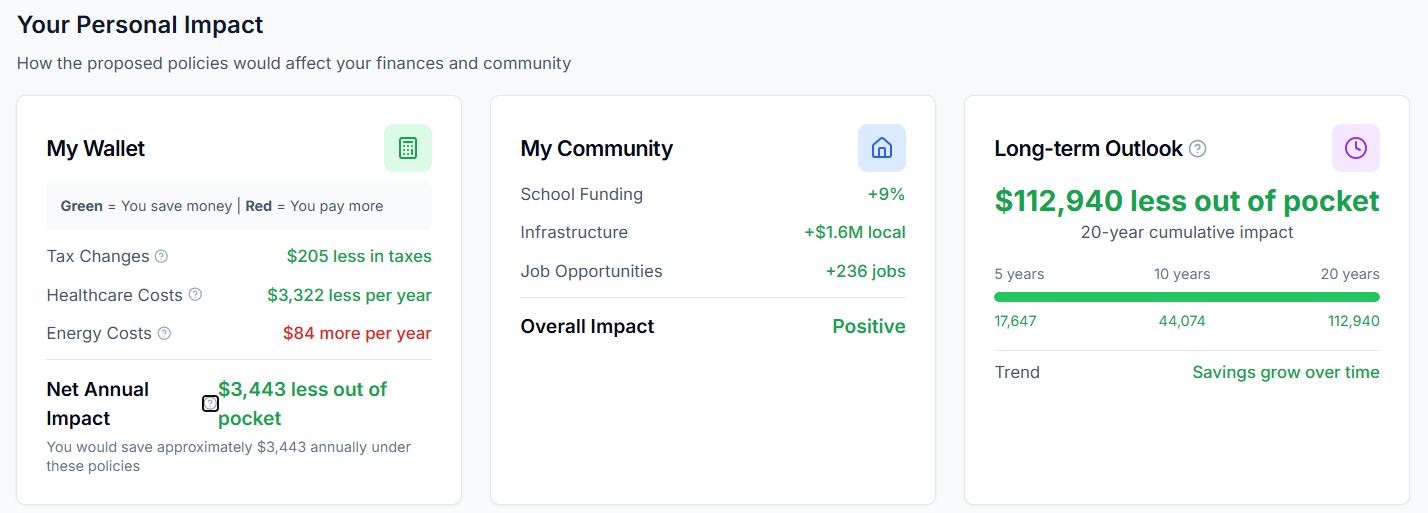 Your Personal Impact
How the proposed policies would affect your finances and community
My Wallet
Green = You save money | Red = You pay more
Tax Changes ? $205 less in taxes
Healthcare Costs ? $3,322 less per year
Energy Costs ? $84 more per year
Net Annual Impact ? $3,443 less out of pocket
You would save approximately $3,443 annually under
these policies
My Community
School Funding +9%
Infrastructure +$1.6M local
Job Opportunities +236 jobs
Overall Impact Positive
Long-term Outlook ?
$112,940 less out of pocket
20-year cumulative impact
5 years 10 years 20 years
17,647 44,074 112,940
Trend Savings grow over time